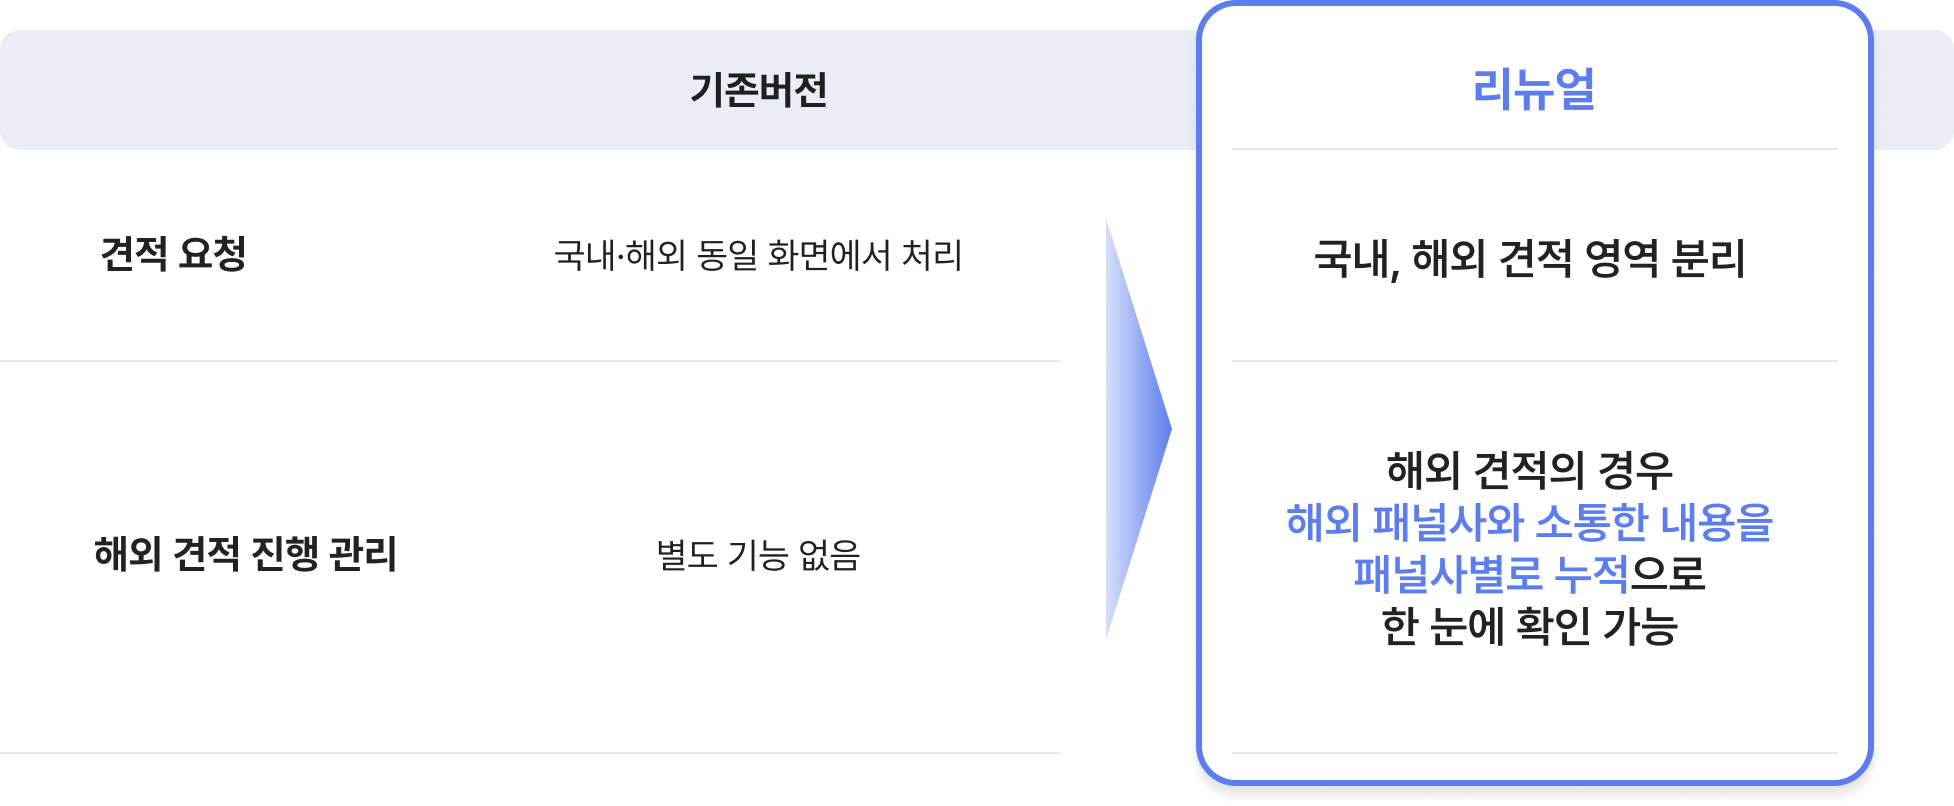 기존버전
리뉴얼
견적 요청
국내·해외 동일 화면에서 처리
국내, 해외 견적 영역 분리
해외 견적 진행 관리
별도 기능 없음
해외 견적의 경우
해외 패널사와 소통한 내용을
패널사별로 누적으로
한 눈에 확인 가능